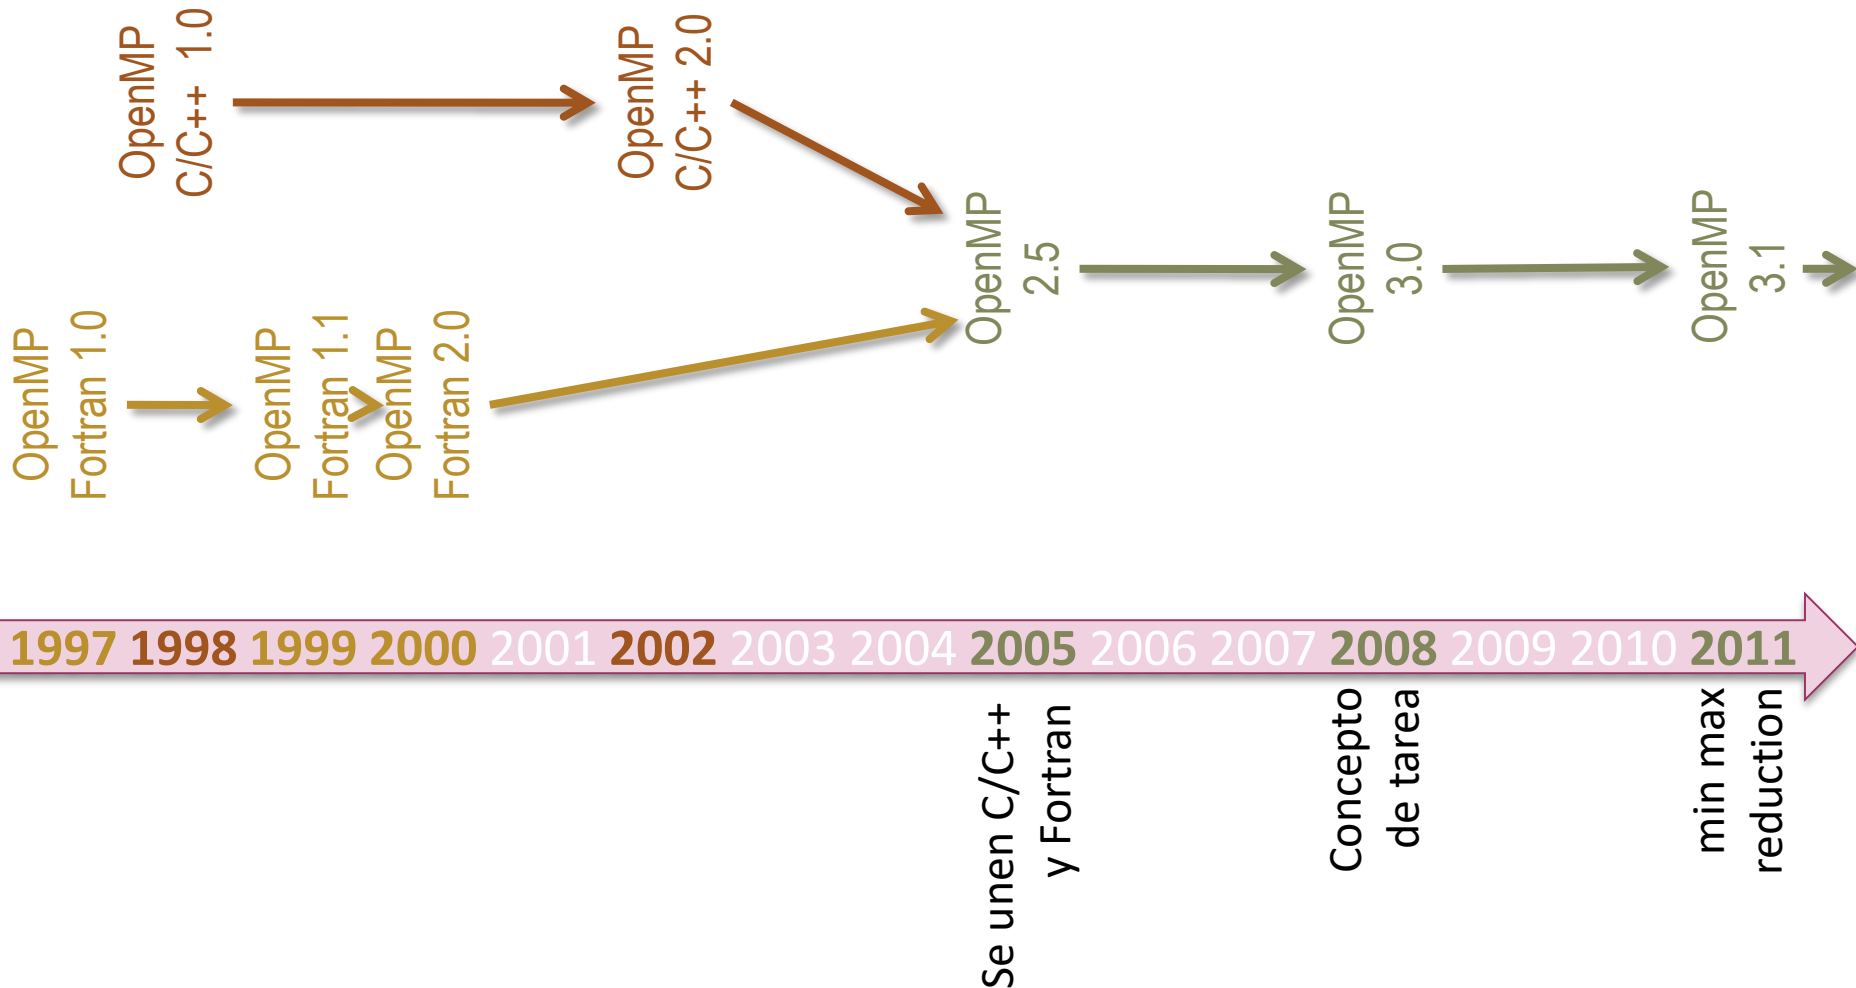 OpenMP
C/C++ 1.0
OpenMP
C/C++ 2.0
OpenMP
2.5
OpenMP
3.0
OpenMP
3.1
OpenMP
Fortran 1.0
OpenMP
Fortran 1.1
OpenMP
Fortran 2.0
1997 1998 1999 2000 2001 2002 2003 2004 2005 2006 2007 2008 2009 2010 2011
Se unen C/C++
y Fortran
Concepto
de tarea
min max
reduction